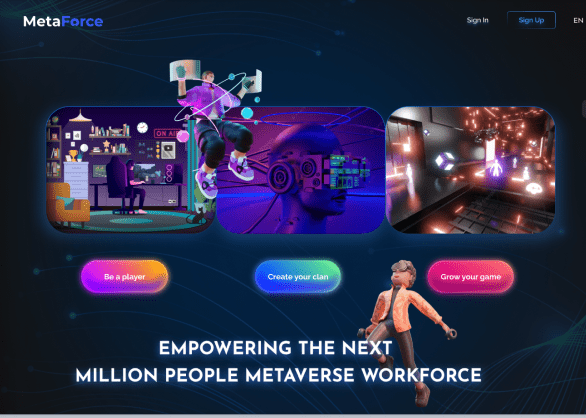 MetaForce
Sign In
Sign Up
EN
ON AIR
Be a player
Create your clan
Grow your game
EMPOWERING THE NEXT
MILLION PEOPLE METAVERSE WORKFORCE